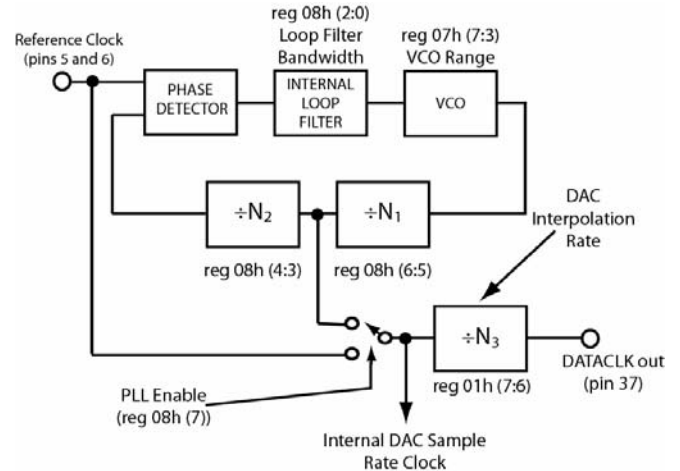 reg 08h (2:0)
Loop Filter
Bandwidth
reg 07h (7:3)
VCO Range
Reference Clock
(pins 5 and 6)
PHASE
DETECTOR
INTERNAL
LOOP
FILTER
VCO
÷N₂
÷N₁
DAC
Interpolation
Rate
reg 08h (4:3)
reg 08h (6:5)
÷N₃
DATACLK out
(pin 37)
reg 01h (7:6)
PLL Enable
(reg 08h (7))
Internal DAC Sample
Rate Clock